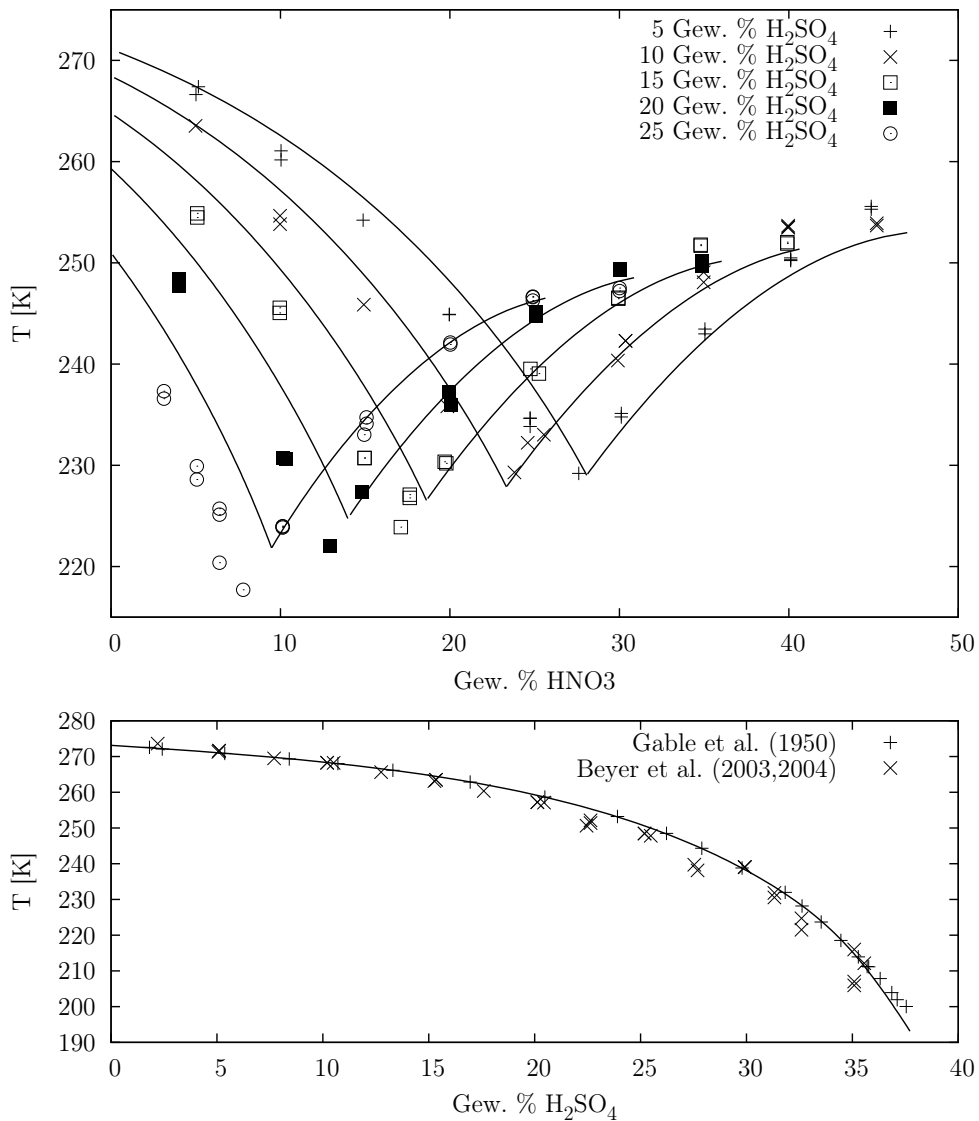 5 Gew. % H₂SO₄
10 Gew. % H₂SO₄
15 Gew. % H₂SO₄
20 Gew. % H₂SO₄
25 Gew. % H₂SO₄
270
260
250
240
230
220
T [K]
0 10 20 30 40 50
Gew. % HNO3
Gable et al. (1950)
Beyer et al. (2003,2004)
280
270
260
250
240
230
220
210
200
190
T [K]
0 5 10 15 20 25 30 35 40
Gew. % H₂SO₄